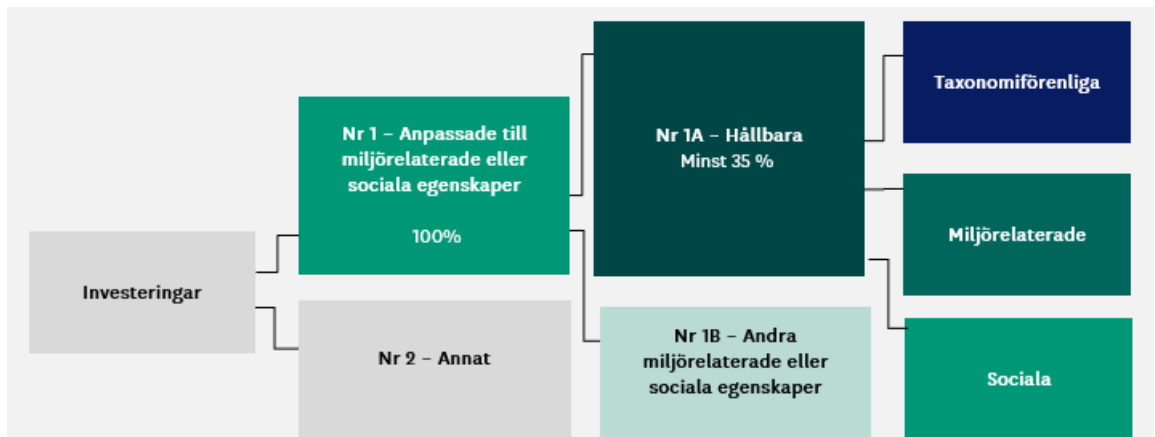 Investeringar
Nr 1 – Anpassade till
miljörelaterade eller
sociala egenskaper
100%
Nr 2 – Annat
Nr 1A – Hållbara
Minst 35 %
Nr 1B – Andra
miljörelaterade eller
sociala egenskaper
Taxonomiförenliga
Miljörelaterade
Sociala